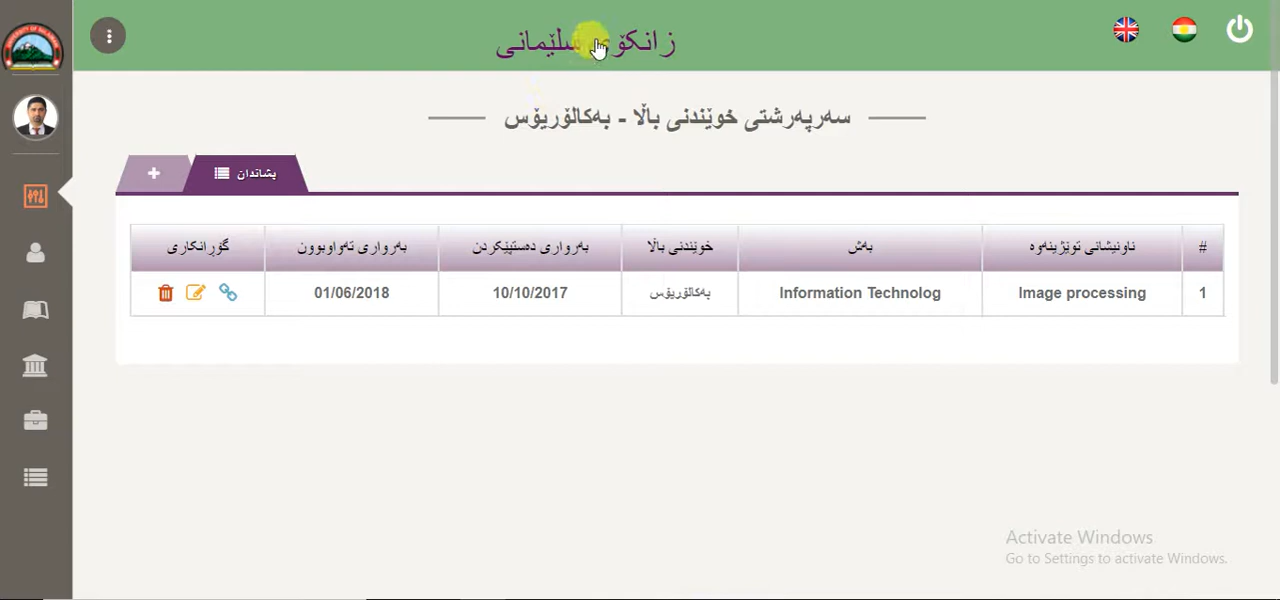 زانکۆی سلێمانی
سەرپەرشتی خوێندنی باڵا - بەکالۆریۆس
پشاندان
# ناونیشانی توێژینەوە بەش خوێندنی باڵا بەرواری دەستپێکردن بەرواری تەواوبوون گۆڕانکاری
1 Image processing Information Technolog بەکالۆریۆس 10/10/2017 01/06/2018
Activate Windows
Go to Settings to activate Windows.